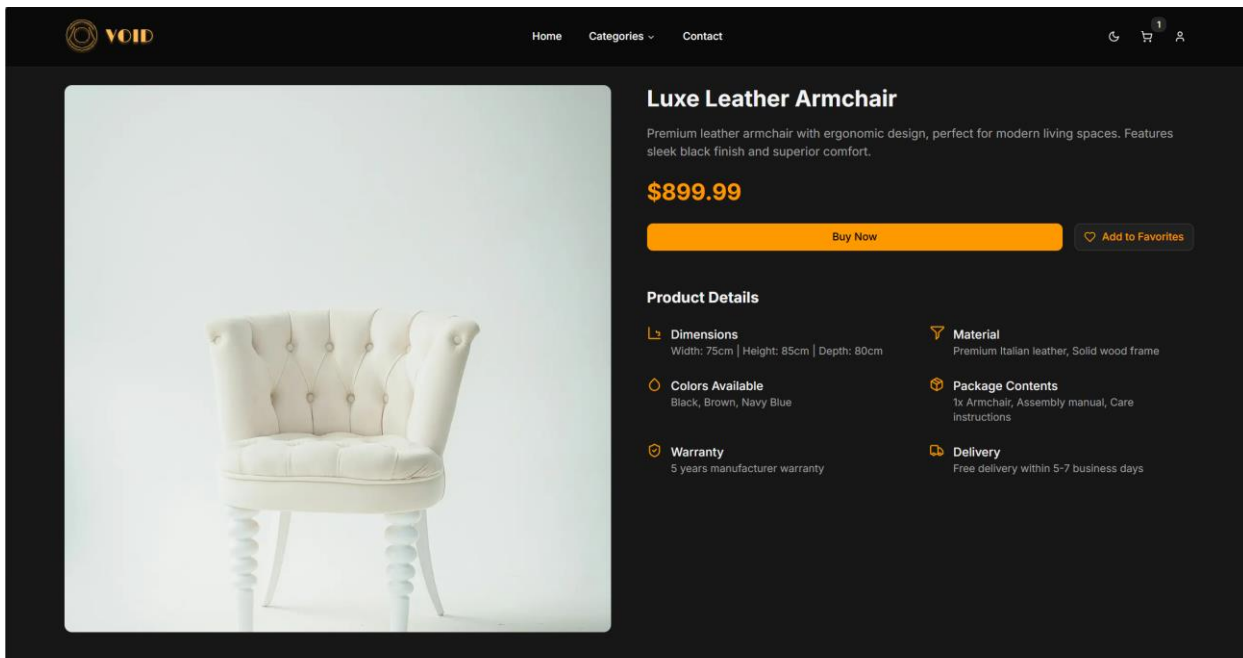 VOID
Home Categories Contact
1
Luxe Leather Armchair
Premium leather armchair with ergonomic design, perfect for modern living spaces. Features
sleek black finish and superior comfort.
$899.99
Buy Now
Add to Favorites
Product Details
Dimensions
Width: 75cm | Height: 85cm | Depth: 80cm
Material
Premium Italian leather, Solid wood frame
Colors Available
Black, Brown, Navy Blue
Package Contents
1x Armchair, Assembly manual, Care
instructions
Warranty
5 years manufacturer warranty
Delivery
Free delivery within 5-7 business days